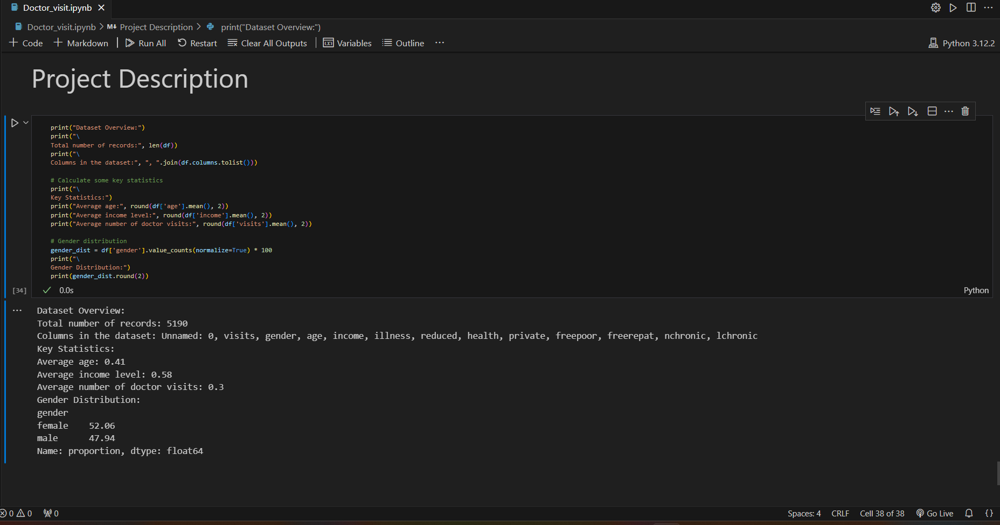 Doctor_visit.ipynb
Doctor_visit.ipynb > M↓ Project Description > print("Dataset Overview:")
+ Code + Markdown | Run All Restart Clear All Outputs | Variables Outline ··· Python 3.12.2
Project Description
print("Dataset Overview:")
print("\
Total number of records:", len(df))
print("\
Columns in the dataset:", ", ".join(df.columns.tolist()))
# Calculate some key statistics
print("\
Key Statistics:")
print("Average age:", round(df['age'].mean(), 2))
print("Average income level:", round(df['income'].mean(), 2))
print("Average number of doctor visits:", round(df['visits'].mean(), 2))
# Gender distribution
gender_dist = df['gender'].value_counts(normalize=True) * 100
print("\
Gender Distribution:")
print(gender_dist.round(2))
[34] 0.0s Python
Dataset Overview:
Total number of records: 5190
Columns in the dataset: Unnamed: 0, visits, gender, age, income, illness, reduced, health, private, freepoor, freerepat, nchronic, lchronic
Key Statistics:
Average age: 0.41
Average income level: 0.58
Average number of doctor visits: 0.3
Gender Distribution:
gender
female 52.06
male 47.94
Name: proportion, dtype: float64
0 0 0 Spaces: 4 CRLF Cell 38 of 38 Go Live {}